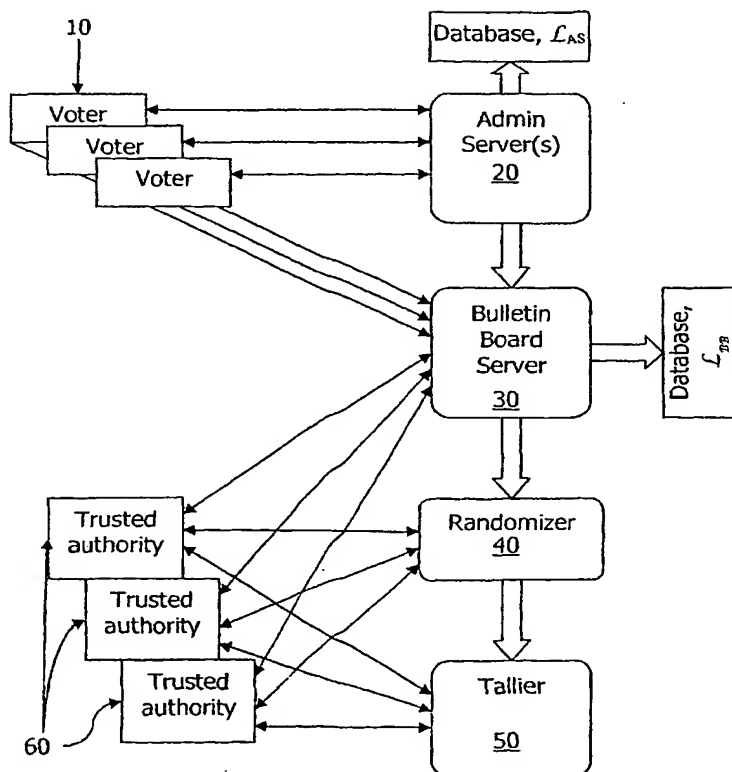 10
Database, ℒAS
Voter
Voter
Voter
Admin
Server(s)
20
Bulletin
Board
Server
30
Database,
ℒBB
Trusted
authority
Trusted
authority
Trusted
authority
60
Randomizer
40
Tallier
50